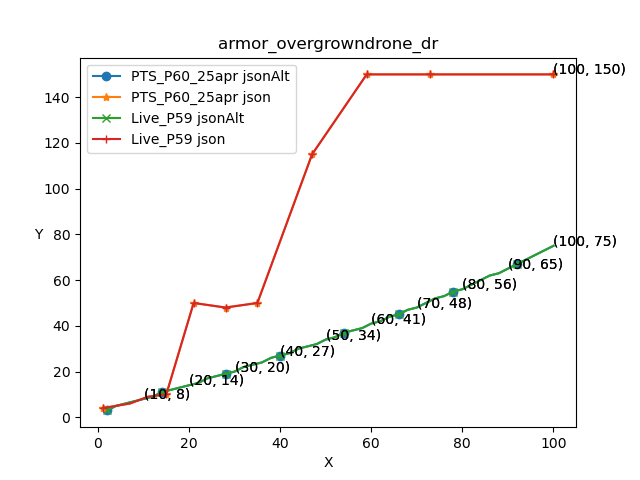 armor_overgrowndrone_dr
PTS_P60_25apr jsonAlt
PTS_P60_25apr json
Live_P59 jsonAlt
Live_P59 json
(100, 150)
(100, 75)
(90, 65)
(80, 56)
(70, 48)
(60, 41)
(50, 34)
(40, 27)
(30, 20)
(20, 14)
(10, 8)
140
120
100
80
60
40
20
0
Y
0 20 40 60 80 100
X